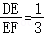 DE/EF = 1/3